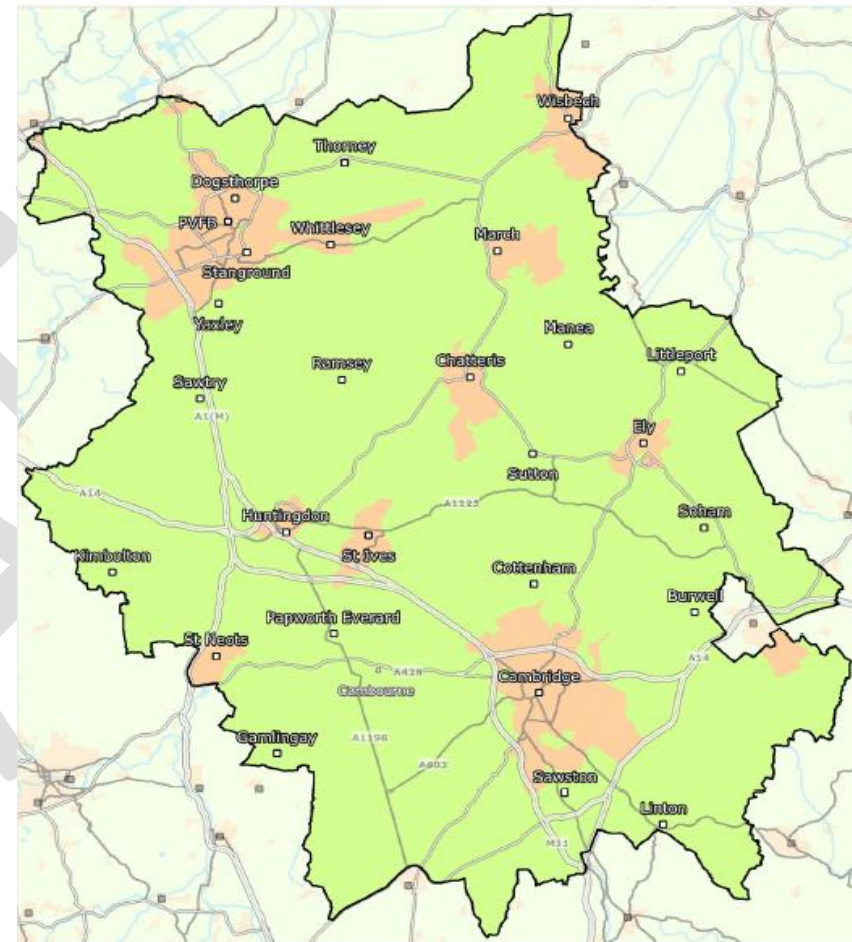 Wisbech
Thorney
Dogsthorpe
PVFB
Whittlesey
March
Stanground
Yaxley
Manea
Littleport
Ramsey
Chatteris
Sawtry
A1(M)
Ely
Sutton
A14
A1123
Huntingdon
Soham
St Ives
Kimbolton
Cottenham
Burwell
Papworth Everard
St Neots
A14
A428
Cambridge
Cambourne
Gamlingay
A1198
A603
Sawston
Linton
M11